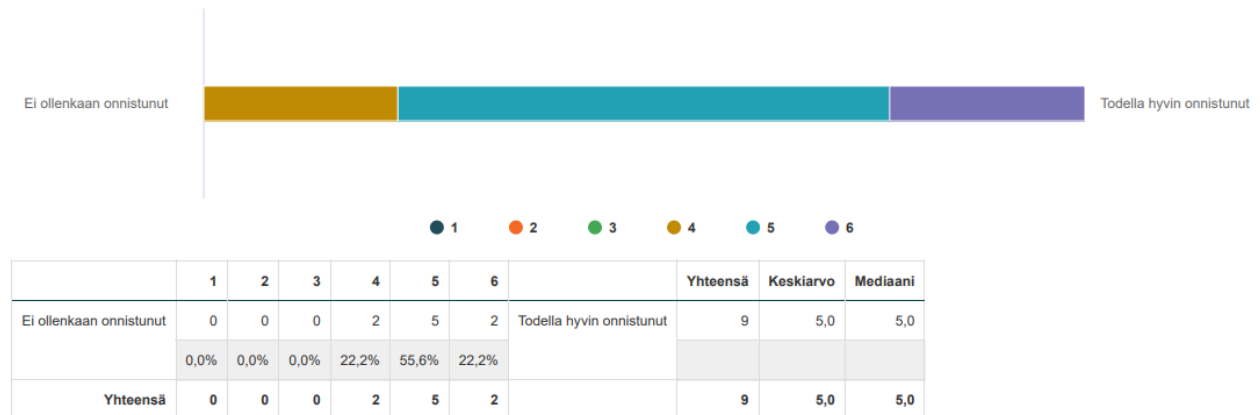 Ei ollenkaan onnistunut Todella hyvin onnistunut
1 2 3 4 5 6
1 2 3 4 5 6 Yhteensä Keskiarvo Mediaani
Ei ollenkaan onnistunut 0 0 0 2 5 2 Todella hyvin onnistunut 9 5,0 5,0
0,0% 0,0% 0,0% 22,2% 55,6% 22,2%
Yhteensä 0 0 0 2 5 2 9 5,0 5,0